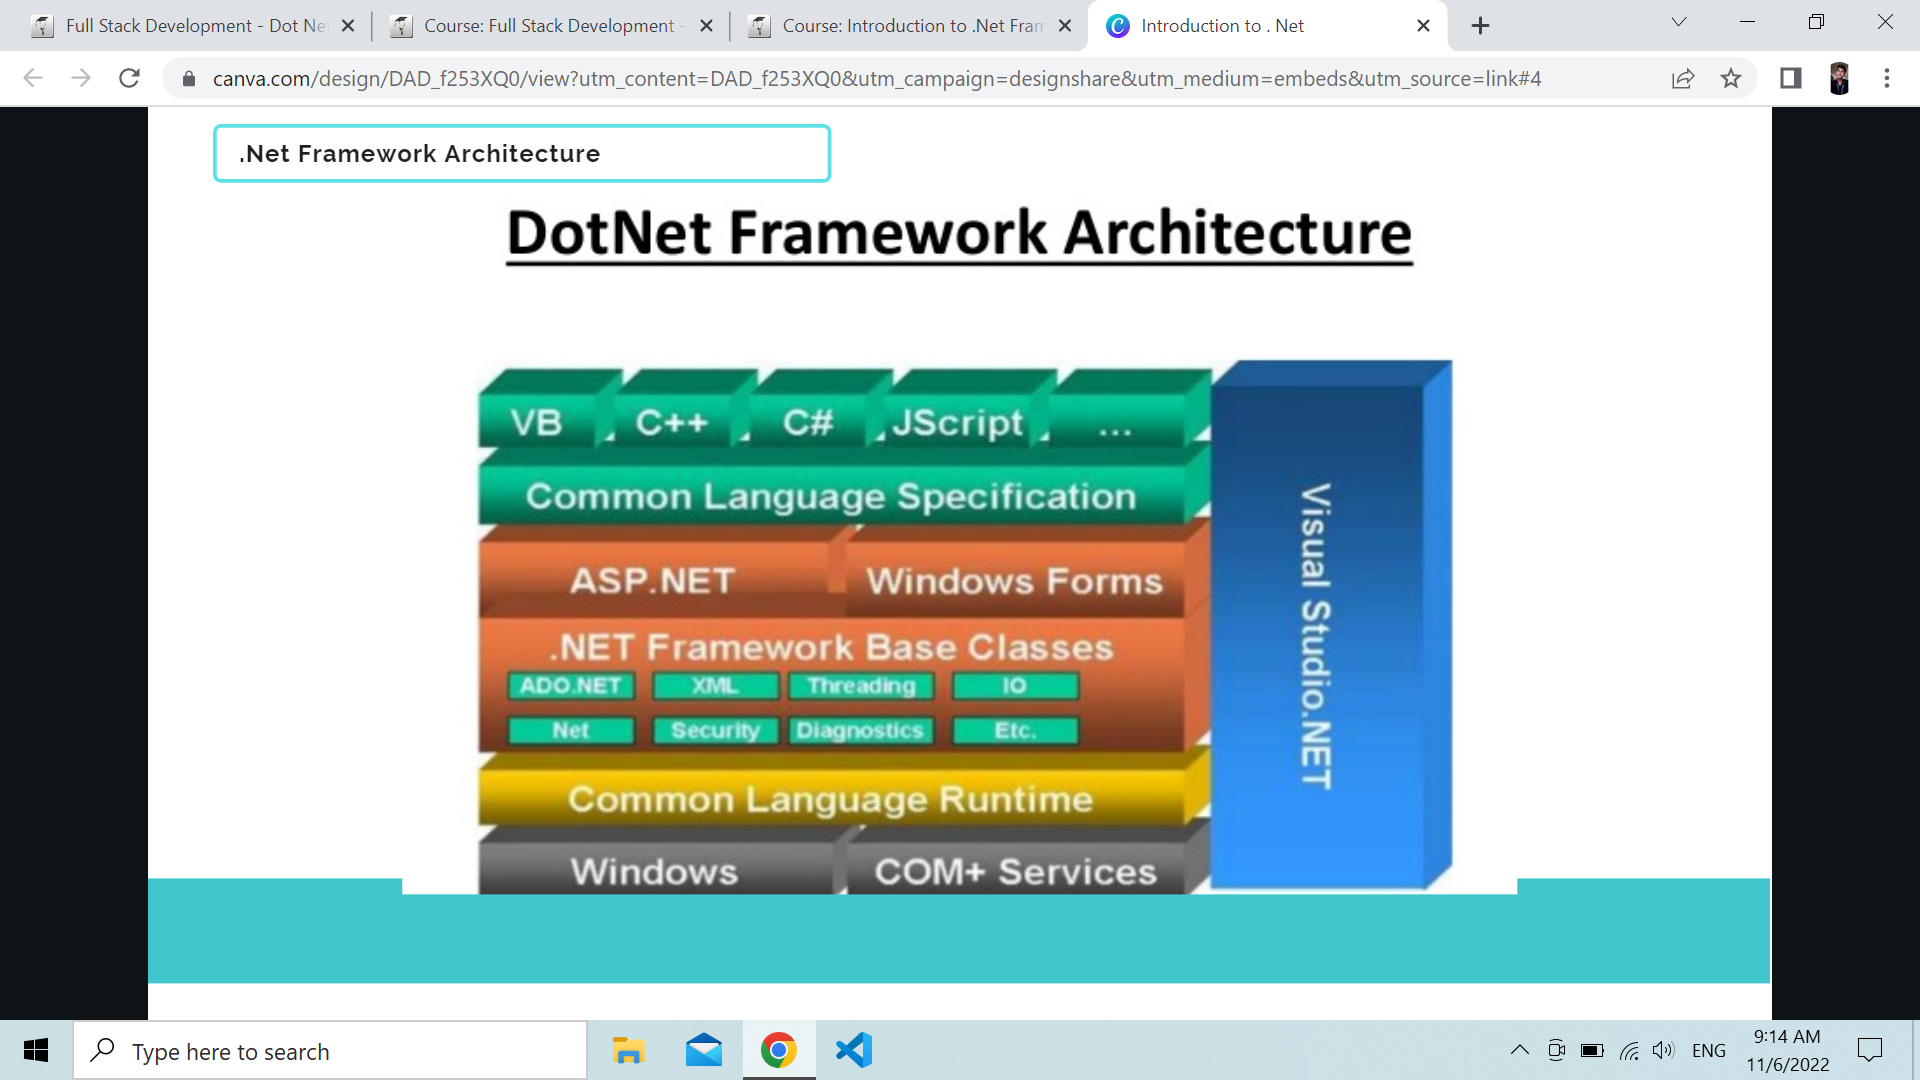 Full Stack Development - Dot Ne
Course: Full Stack Development -
Course: Introduction to .Net Fram
Introduction to . Net
canva.com/design/DAD_f253XQ0/view?utm_content=DAD_f253XQ0&utm_campaign=designshare&utm_medium=embeds&utm_source=link#4
.Net Framework Architecture
DotNet Framework Architecture
VB C++ C# JScript ...
Common Language Specification
ASP.NET Windows Forms
.NET Framework Base Classes
ADO.NET XML Threading IO
Net Security Diagnostics Etc.
Common Language Runtime
Windows COM+ Services
Visual Studio.NET
Type here to search
ENG
9:14 AM
11/6/2022